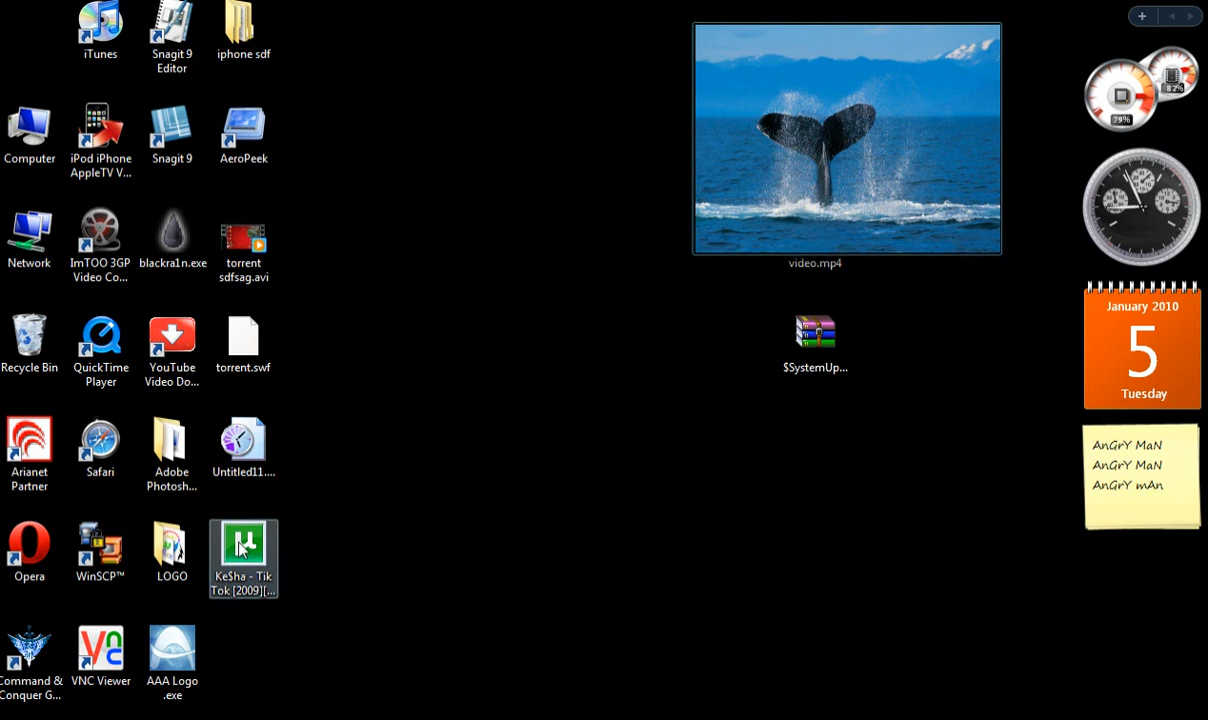 iTunes
Snagit 9
Editor
iphone sdf
Computer
iPod iPhone
AppleTV V...
Snagit 9
AeroPeek
Network
ImTOO 3GP
Video Co...
blackra1n.exe
torrent
sdfsag.avi
Recycle Bin
QuickTime
Player
YouTube
Video Do...
torrent.swf
Arianet
Partner
Safari
Adobe
Photosh...
Untitled11....
Opera
WinSCP™
LOGO
Ke$ha - Tik
Tok [2009][...
Command &
Conquer G...
VNC Viewer
AAA Logo
.exe
video.mp4
$SystemUp...
82%
79%
January 2010
5
Tuesday
AnGrY MaN
AnGrY MaN
AnGrY mAn